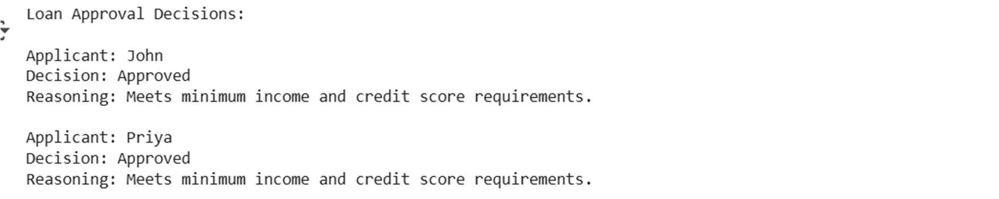 Loan Approval Decisions:
Applicant: John
Decision: Approved
Reasoning: Meets minimum income and credit score requirements.
Applicant: Priya
Decision: Approved
Reasoning: Meets minimum income and credit score requirements.